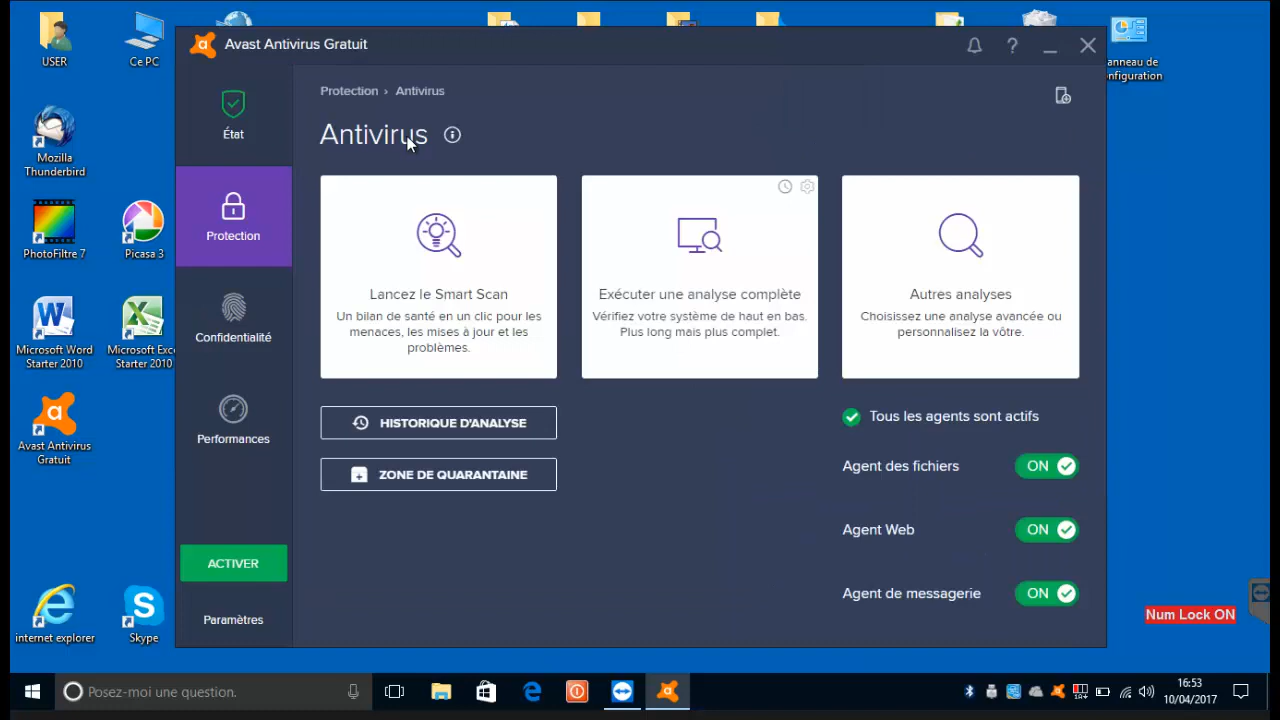 USER
Ce PC
anneau de
nfiguration
Mozilla
Thunderbird
PhotoFiltre 7
Picasa 3
Microsoft Word
Starter 2010
Microsoft Exc
Starter 2010
Avast Antivirus
Gratuit
internet explorer
Skype
Avast Antivirus Gratuit
État
Protection
Confidentialité
Performances
ACTIVER
Paramètres
Protection › Antivirus
Antivirus
Lancez le Smart Scan
Un bilan de santé en un clic pour les
menaces, les mises à jour et les
problèmes.
Exécuter une analyse complète
Vérifiez votre système de haut en bas.
Plus long mais plus complet.
Autres analyses
Choisissez une analyse avancée ou
personnalisez la vôtre.
HISTORIQUE D'ANALYSE
ZONE DE QUARANTAINE
Tous les agents sont actifs
Agent des fichiers
ON
Agent Web
ON
Agent de messagerie
ON
Num Lock ON
Posez-moi une question.
16:53
10/04/2017